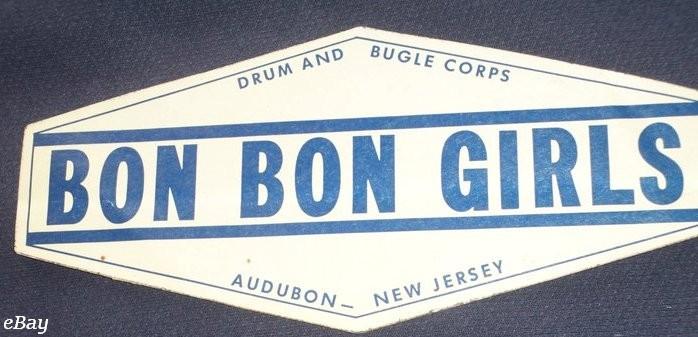 DRUM AND BUGLE CORPS
BON BON GIRLS
AUDUBON— NEW JERSEY
eBay